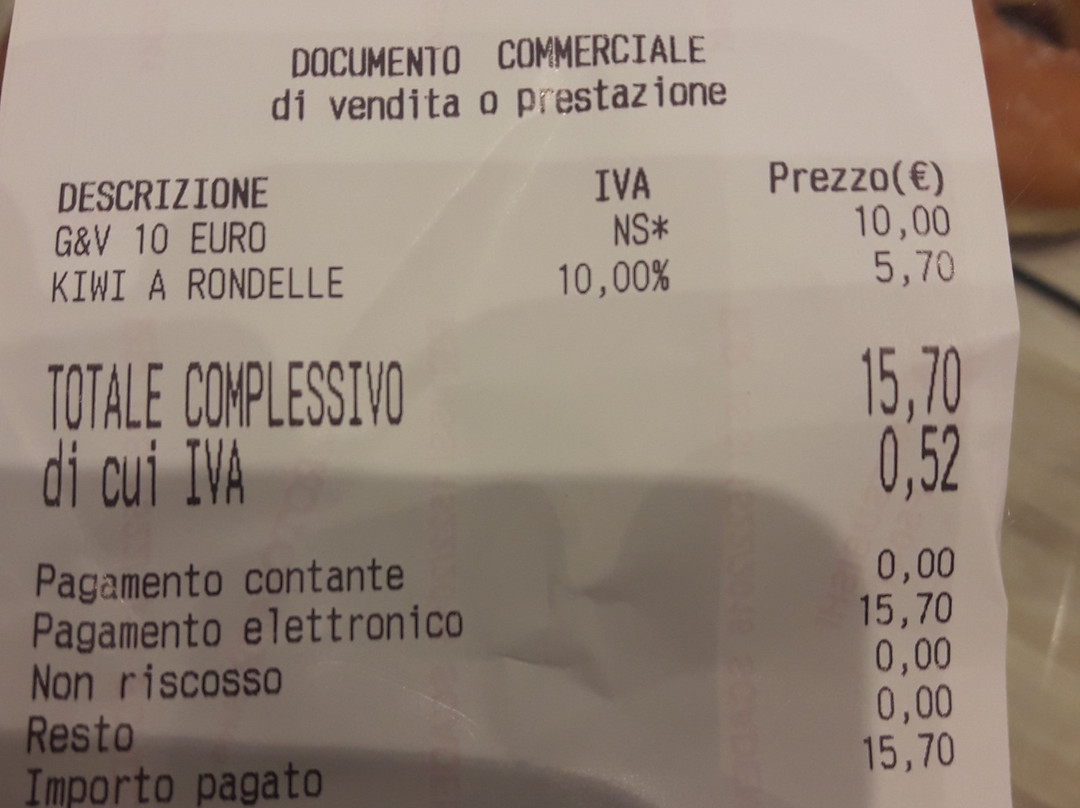 DOCUMENTO COMMERCIALE
di vendita o prestazione
DESCRIZIONE IVA Prezzo(€)
G&V 10 EURO NS* 10,00
KIWI A RONDELLE 10,00% 5,70
TOTALE COMPLESSIVO 15,70
di cui IVA 0,52
Pagamento contante 0,00
Pagamento elettronico 15,70
Non riscosso 0,00
Resto 0,00
Importo pagato 15,70